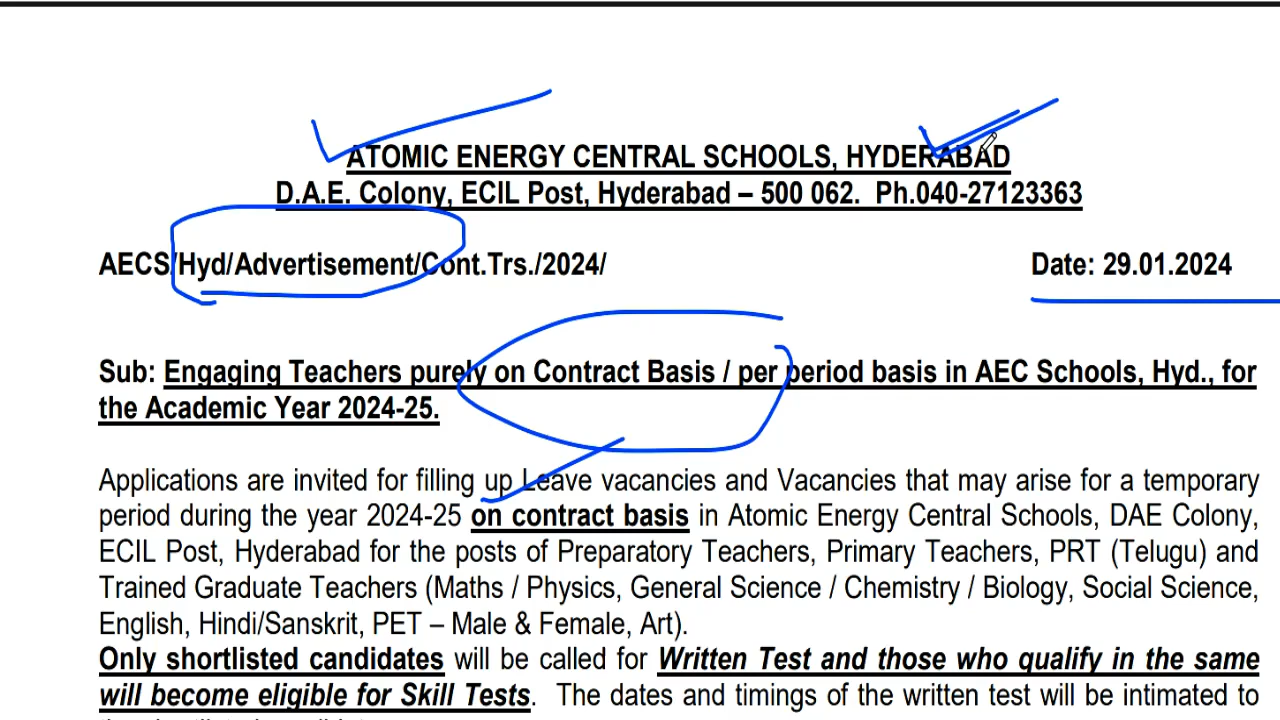 ATOMIC ENERGY CENTRAL SCHOOLS, HYDERABAD
D.A.E. Colony, ECIL Post, Hyderabad – 500 062. Ph.040-27123363
AECS/Hyd/Advertisement/Cont.Trs./2024/ Date: 29.01.2024
Sub: Engaging Teachers purely on Contract Basis / per period basis in AEC Schools, Hyd., for
the Academic Year 2024-25.
Applications are invited for filling up Leave vacancies and Vacancies that may arise for a temporary
period during the year 2024-25 on contract basis in Atomic Energy Central Schools, DAE Colony,
ECIL Post, Hyderabad for the posts of Preparatory Teachers, Primary Teachers, PRT (Telugu) and
Trained Graduate Teachers (Maths / Physics, General Science / Chemistry / Biology, Social Science,
English, Hindi/Sanskrit, PET – Male & Female, Art).
Only shortlisted candidates will be called for Written Test and those who qualify in the same
will become eligible for Skill Tests. The dates and timings of the written test will be intimated to